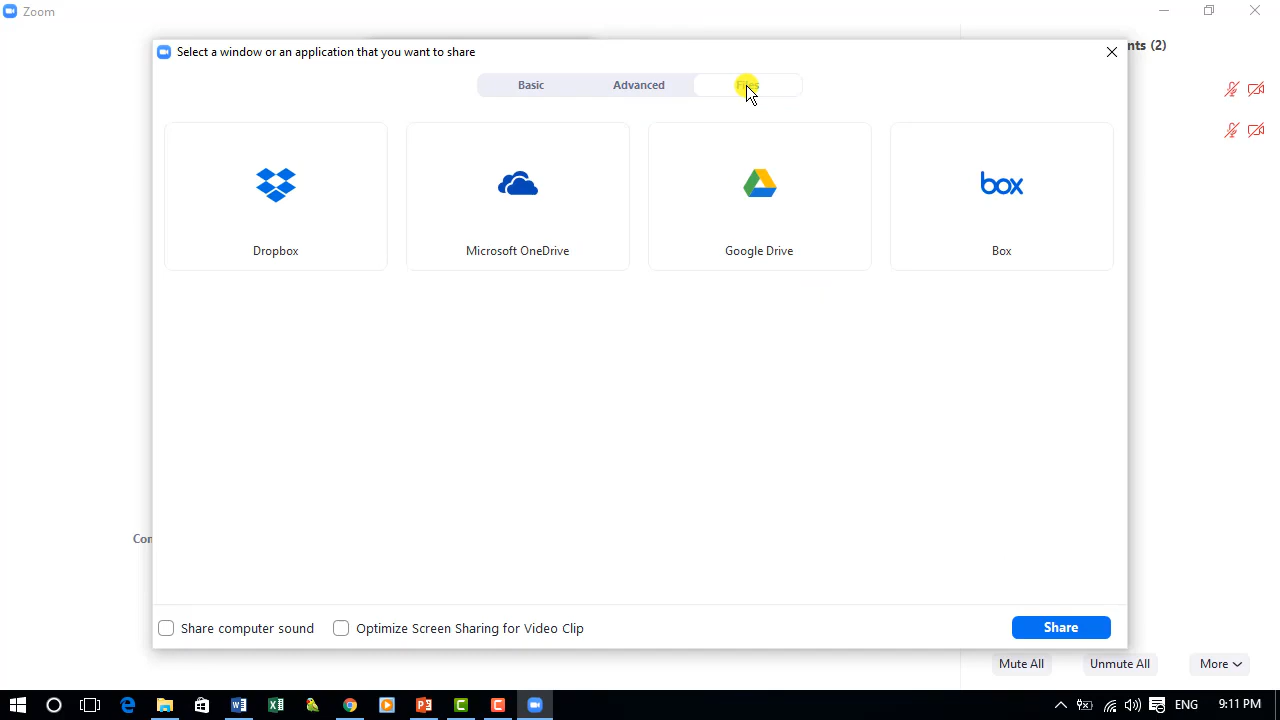 Zoom
Select a window or an application that you want to share
nts (2)
Basic
Advanced
Files
box
Dropbox
Microsoft OneDrive
Google Drive
Box
Con
Share computer sound
Optimize Screen Sharing for Video Clip
Share
Mute All
Unmute All
More
ENG
9:11 PM